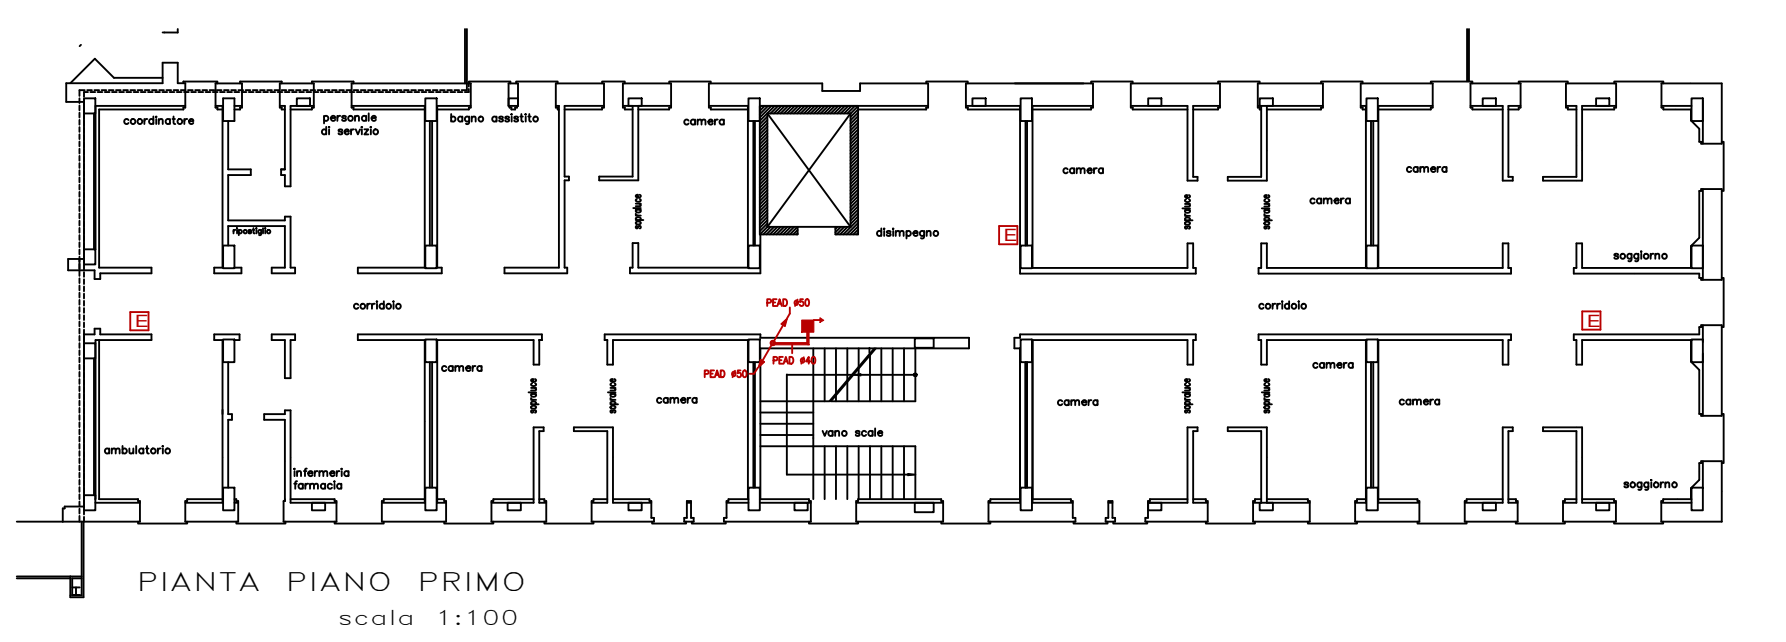 coordinatore
personale
di servizio
bagno assistito
camera
camera
camera
camera
sopraluce
sopraluce
sopraluce
ripostiglio
disimpegno
E
soggiorno
corridoio
PEAD ø50
corridoio
E
E
PEAD ø40
PEAD ø50
camera
camera
sopraluce
sopraluce
sopraluce
sopraluce
camera
camera
camera
vano scale
ambulatorio
infermeria
farmacia
soggiorno
PIANTA PIANO PRIMO
scala 1:100